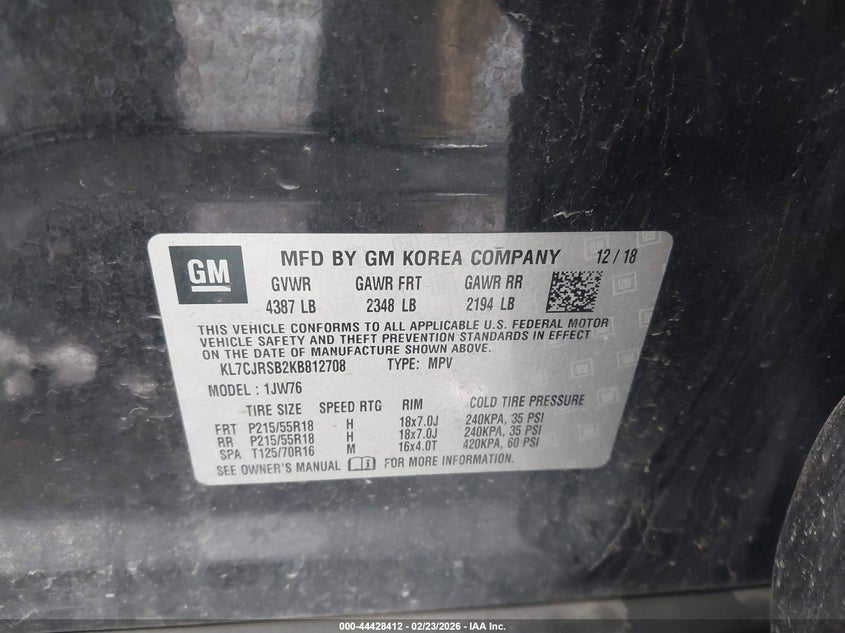 GM
MFD BY GM KOREA COMPANY 12 / 18
GVWR GAWR FRT GAWR RR
4387 LB 2348 LB 2194 LB
THIS VEHICLE CONFORMS TO ALL APPLICABLE U.S. FEDERAL MOTOR
VEHICLE SAFETY AND THEFT PREVENTION STANDARDS IN EFFECT
ON THE DATE OF MANUFACTURE SHOWN ABOVE.
KL7CJRSB2KB812708 TYPE: MPV
MODEL : 1JW76
TIRE SIZE SPEED RTG RIM COLD TIRE PRESSURE
FRT P215/55R18 H 18x7.0J 240KPA, 35 PSI
RR P215/55R18 H 18x7.0J 240KPA, 35 PSI
SPA T125/70R16 M 16x4.0T 420KPA, 60 PSI
SEE OWNER'S MANUAL FOR MORE INFORMATION.
000-44428412 - 02/23/2026 - IAA Inc.